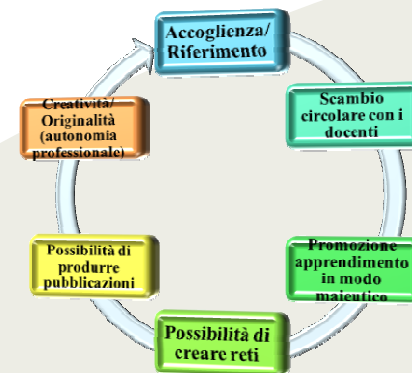 Accoglienza/
Riferimento
Scambio
circolare con i
docenti
Promozione
apprendimento
in modo
maieutico
Possibilità di
creare reti
Possibilità di
produrre
pubblicazioni
Creatività/
Originalità
(autonomia
professionale)